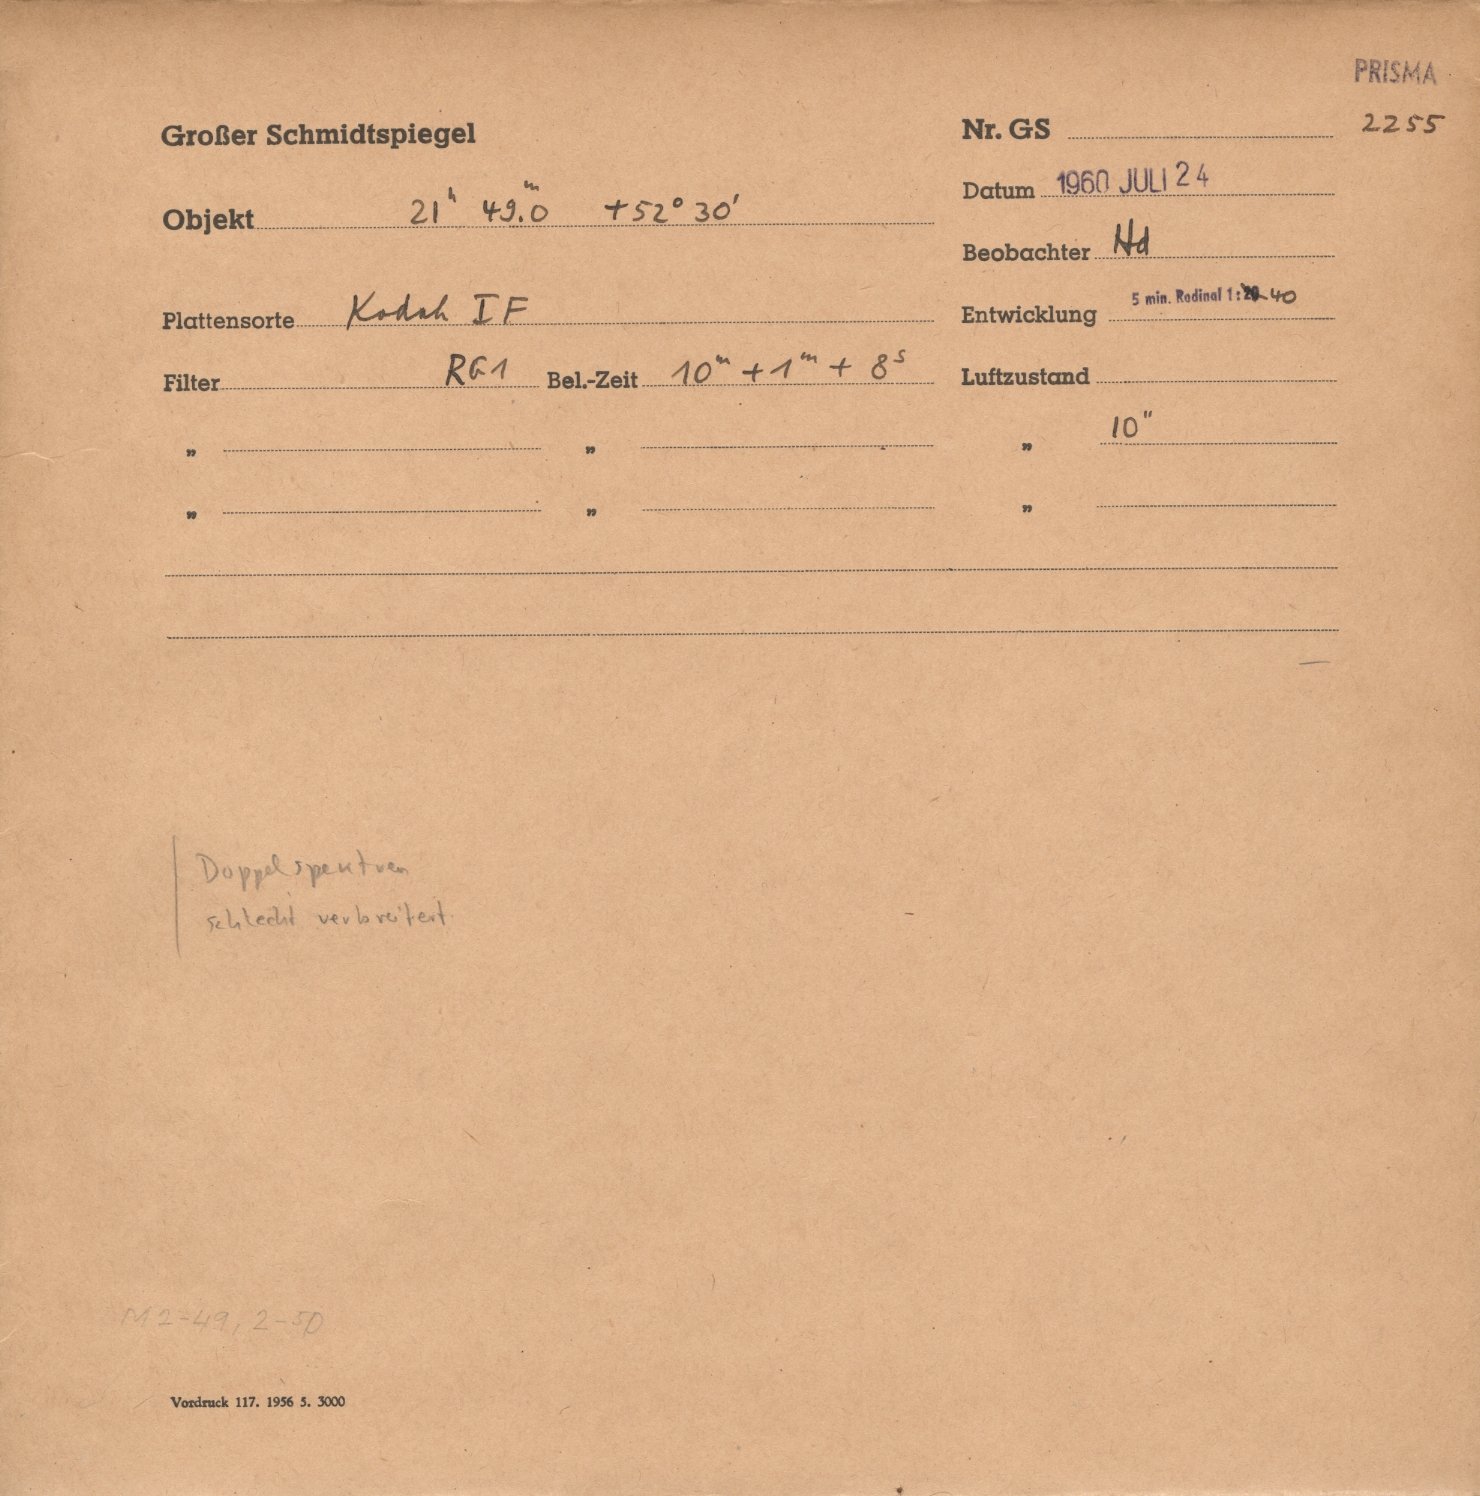 PRISMA
Großer Schmidtspiegel
Nr. GS 2255
Datum 1960 JULI 24
Objekt 21ʰ 49.0ᵐ +52° 30′
Beobachter Hd
Plattensorte Kodak I F
Entwicklung 5 min. Rodinal 1:20 40
Filter RG1 Bel.-Zeit 10ᵐ + 1ᵐ + 8ˢ Luftzustand
„ „ „ 10"
„ „ „
Doppelspektren
schlecht verbreitert
M2-49, 2-50
Vordruck 117. 1956 5. 3000